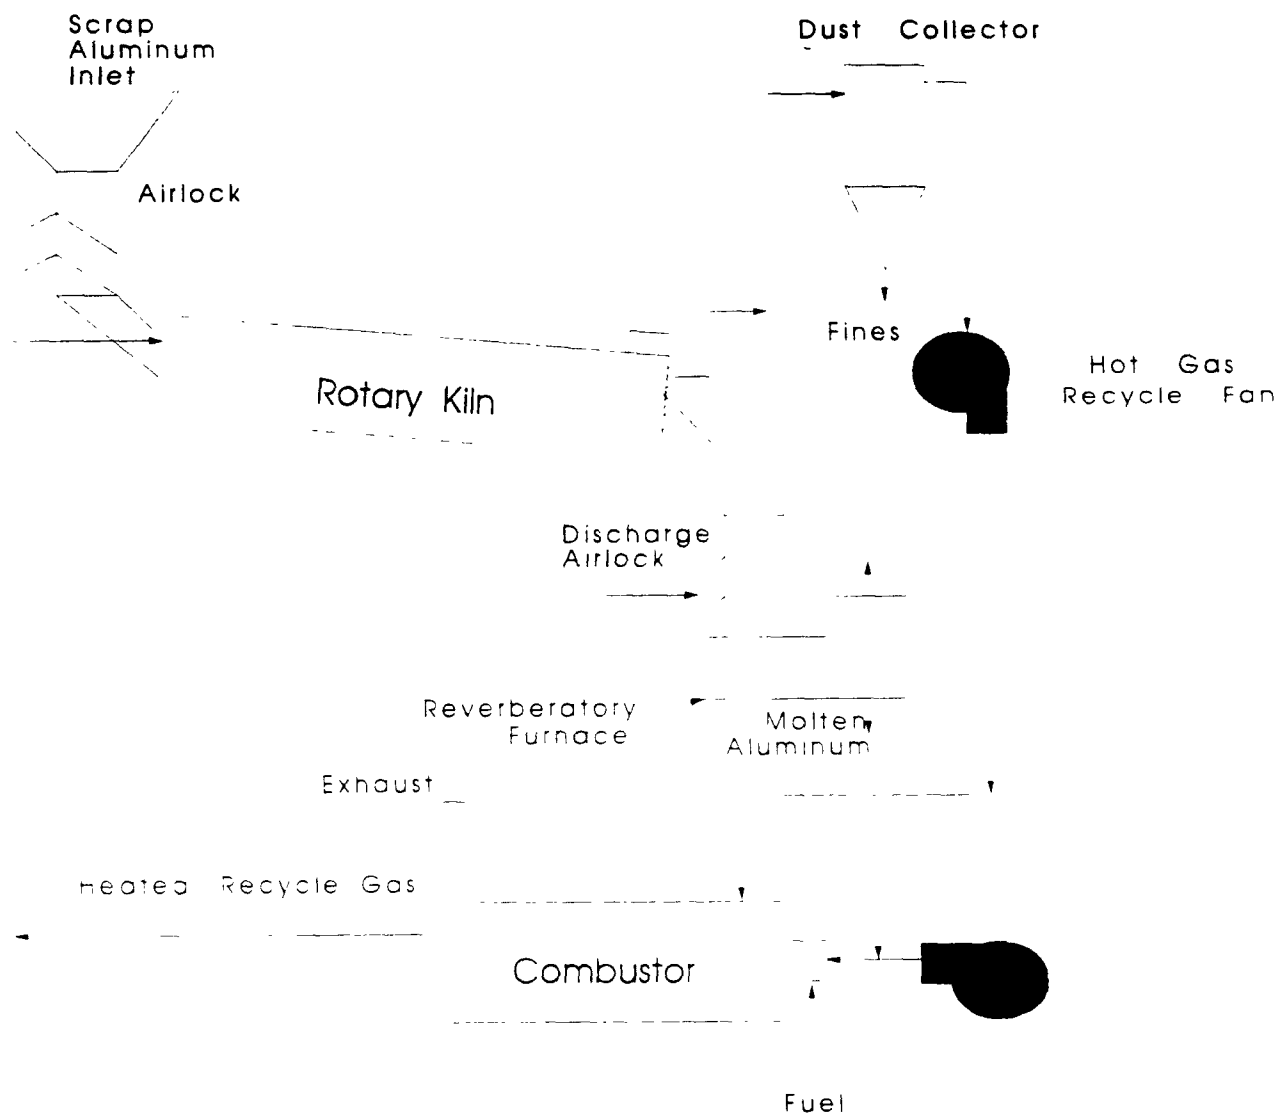 Scrap
Aluminum
Inlet
Dust Collector
Airlock
Fines
Hot Gas
Recycle Fan
Rotary Kiln
Discharge
Airlock
Reverberatory
Furnace
Molten
Aluminum
Exhaust
Heated Recycle Gas
Combustor
Fuel